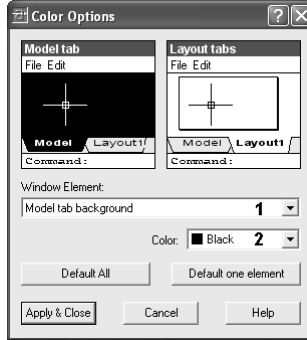 Color Options
Model tab
File Edit
Model Layout1
Command:
Layout tabs
File Edit
Model Layout1
Command:
Window Element:
Model tab background 1
Color: Black 2
Default All Default one element
Apply & Close Cancel Help